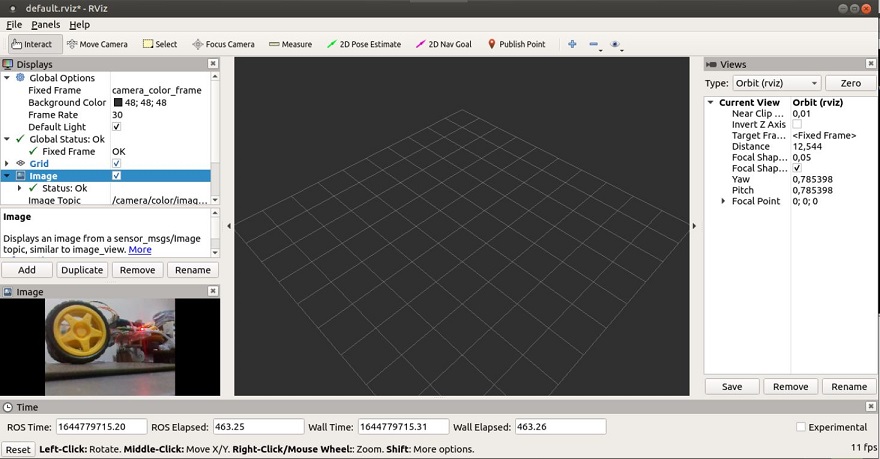 default.rviz* - RViz
File Panels Help
Interact Move Camera Select Focus Camera Measure 2D Pose Estimate 2D Nav Goal Publish Point
Displays
Global Options
Fixed Frame camera_color_frame
Background Color 48; 48; 48
Frame Rate 30
Default Light
Global Status: Ok
Fixed Frame OK
Grid
Image
Status: Ok
Image Topic /camera/color/imag...
Image
Displays an image from a sensor_msgs/Image
topic, similar to image_view. More
Add Duplicate Remove Rename
Image
Views
Type: Orbit (rviz) Zero
Current View Orbit (rviz)
Near Clip ... 0,01
Invert Z Axis
Target Fra... <Fixed Frame>
Distance 12,544
Focal Shap... 0,05
Focal Shap...
Yaw 0,785398
Pitch 0,785398
Focal Point 0; 0; 0
Save Remove Rename
Time
ROS Time: 1644779715.20 ROS Elapsed: 463.25 Wall Time: 1644779715.31 Wall Elapsed: 463.26 Experimental
Reset Left-Click: Rotate. Middle-Click: Move X/Y. Right-Click/Mouse Wheel:: Zoom. Shift: More options. 11 fps